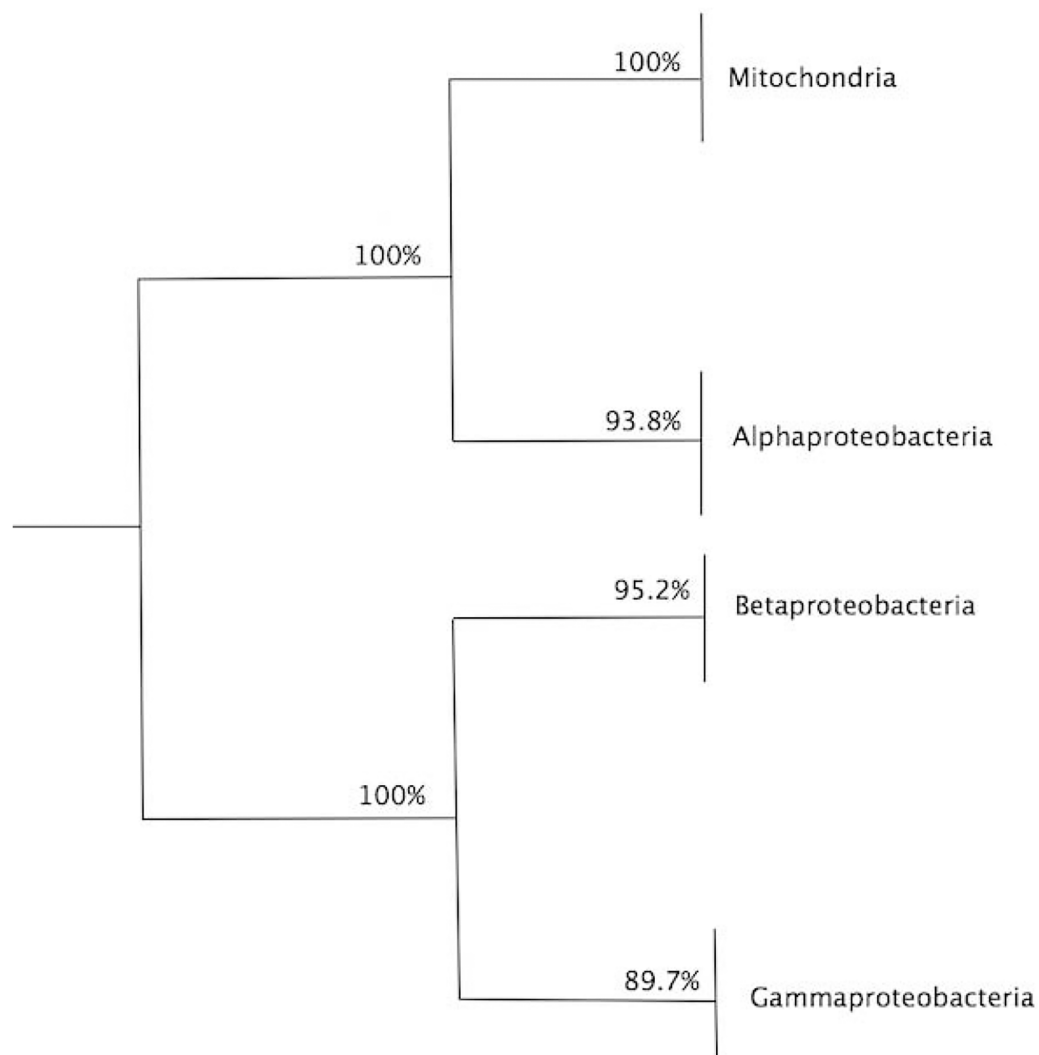 100%
Mitochondria
100%
93.8%
Alphaproteobacteria
95.2%
Betaproteobacteria
100%
89.7%
Gammaproteobacteria